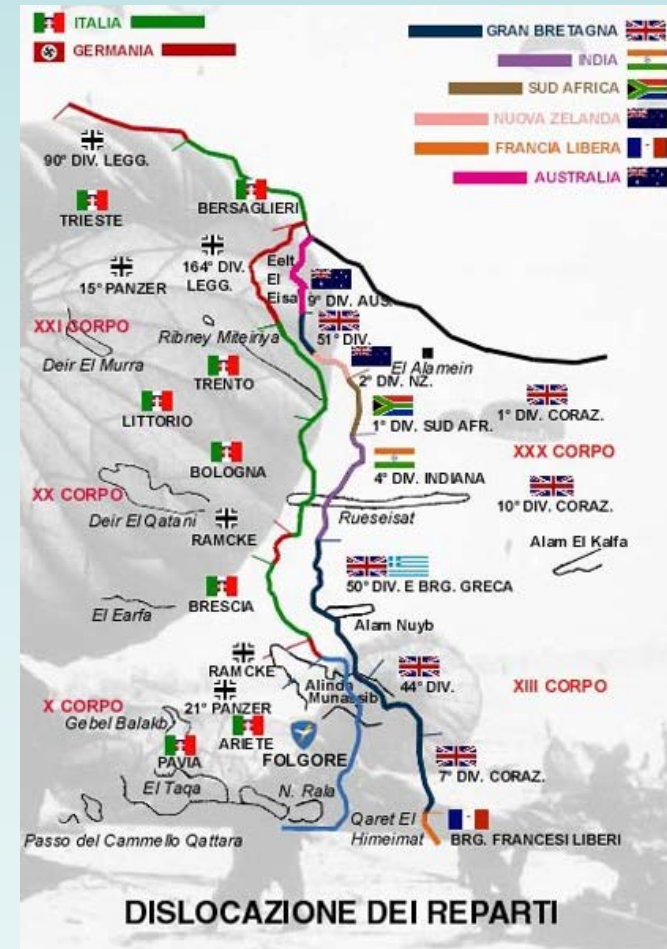 ITALIA
GERMANIA
GRAN BRETAGNA
INDIA
SUD AFRICA
NUOVA ZELANDA
FRANCIA LIBERA
AUSTRALIA
90° DIV. LEGG.
TRIESTE
BERSAGLIERI
164° DIV.
LEGG.
15° PANZER
Eelt
El
Eisa
9° DIV. AUS.
51° DIV.
XXI CORPO
Deir El Murra
Ribney Miteiriya
TRENTO
El Alamein
2° DIV. NZ.
LITTORIO
1° DIV. SUD AFR.
1° DIV. CORAZ.
XXX CORPO
BOLOGNA
4° DIV. INDIANA
XX CORPO
10° DIV. CORAZ.
Deir El Qatani
RAMCKE
Rueseisat
Alam El Kalfa
BRESCIA
50° DIV. E BRG. GRECA
El Earfa
Alam Nuyb
RAMCKE
Alinda
Munassib
44° DIV.
XIII CORPO
21° PANZER
X CORPO
Gebel Balakb
ARIETE
PAVIA
FOLGORE
7° DIV. CORAZ.
El Taqa
N. Rala
Qaret El
Himeimat
Passo del Cammello Qattara
BRG. FRANCESI LIBERI
DISLOCAZIONE DEI REPARTI